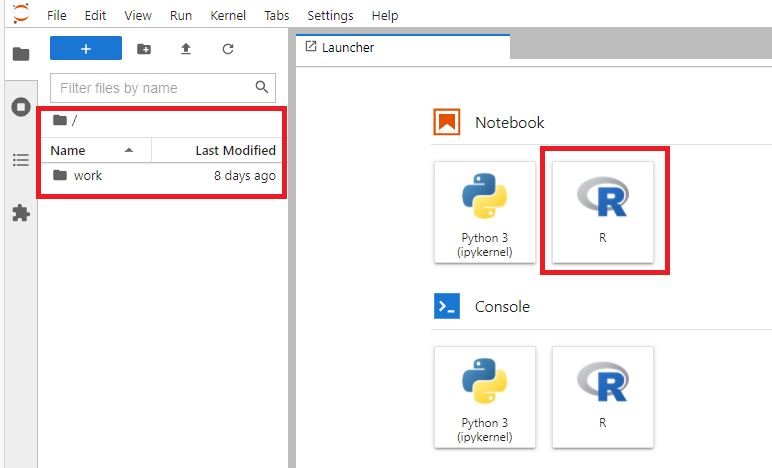 File Edit View Run Kernel Tabs Settings Help
+
Filter files by name
/
Name Last Modified
work 8 days ago
Launcher
Notebook
Python 3
(ipykernel)
R
Console
Python 3
(ipykernel)
R